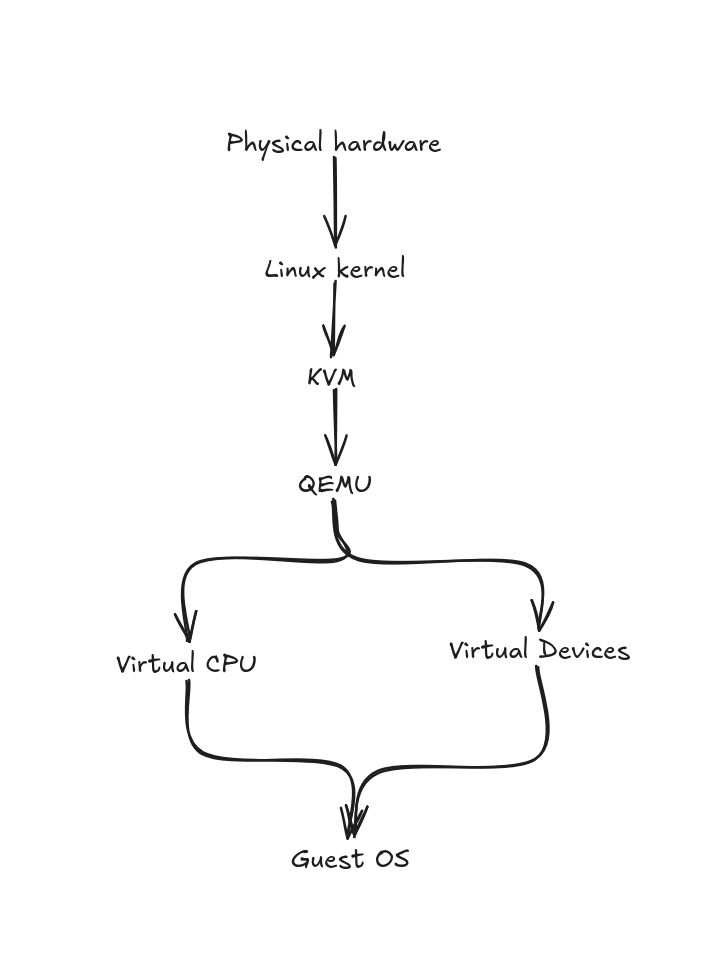 Physical hardware
Linux kernel
KVM
QEMU
Virtual CPU
Virtual Devices
Guest OS